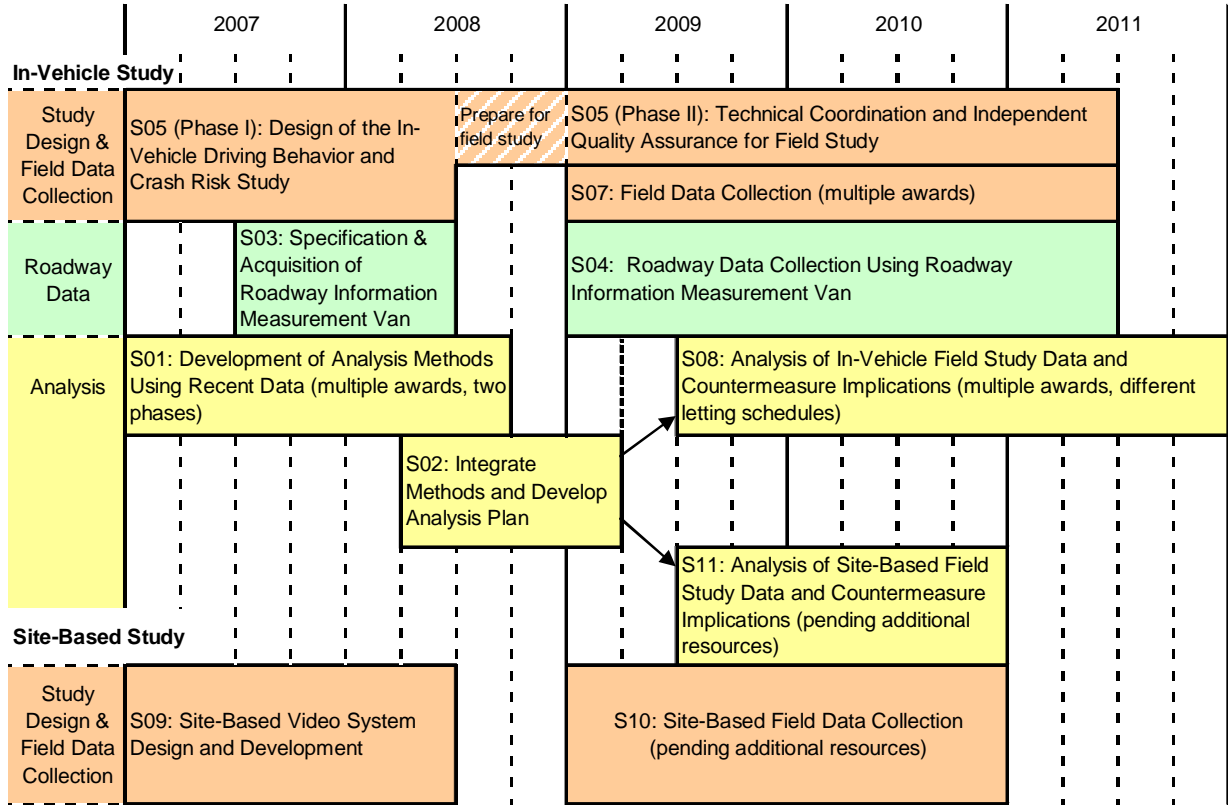 2007
2008
2009
2010
2011
In-Vehicle Study
Study
Design &
Field Data
Collection
S05 (Phase I): Design of the In-
Vehicle Driving Behavior and
Crash Risk Study
Prepare for
field study
S05 (Phase II): Technical Coordination and Independent
Quality Assurance for Field Study
S07: Field Data Collection (multiple awards)
Roadway
Data
S03: Specification &
Acquisition of
Roadway Information
Measurement Van
S04:  Roadway Data Collection Using Roadway
Information Measurement Van
Analysis
S01: Development of Analysis Methods
Using Recent Data (multiple awards, two
phases)
S08: Analysis of In-Vehicle Field Study Data and
Countermeasure Implications (multiple awards, different
letting schedules)
S02: Integrate
Methods and Develop
Analysis Plan
S11: Analysis of Site-Based Field
Study Data and Countermeasure
Implications (pending additional
resources)
Site-Based Study
Study
Design &
Field Data
Collection
S09: Site-Based Video System
Design and Development
S10: Site-Based Field Data Collection
(pending additional resources)